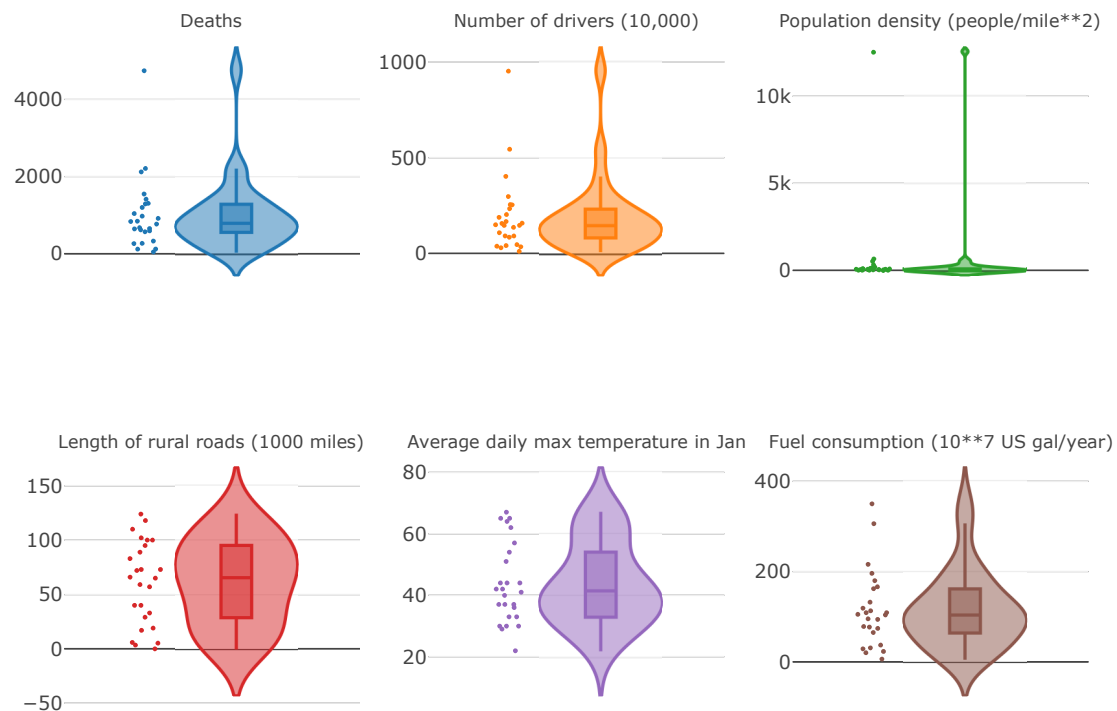 Deaths
Number of drivers (10,000)
Population density (people/mile**2)
4000
2000
0
1000
500
0
10k
5k
0
Length of rural roads (1000 miles)
Average daily max temperature in Jan
Fuel consumption (10**7 US gal/year)
150
100
50
0
−50
80
60
40
20
400
200
0